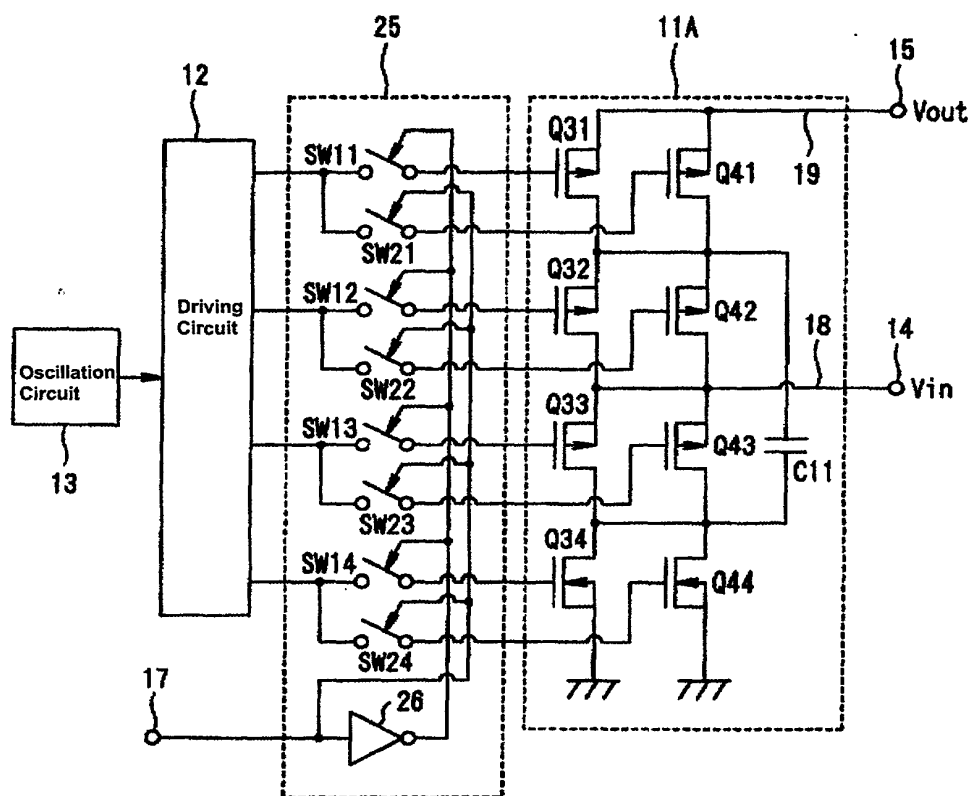 25
11A
15
12
Vout
Q31
SW11
19
Q41
SW21
Q32
SW12
Driving
Circuit
Q42
18
14
SW22
Vin
Oscillation
Circuit
Q33
SW13
Q43
C11
13
SW23
Q34
SW14
Q44
SW24
17
26